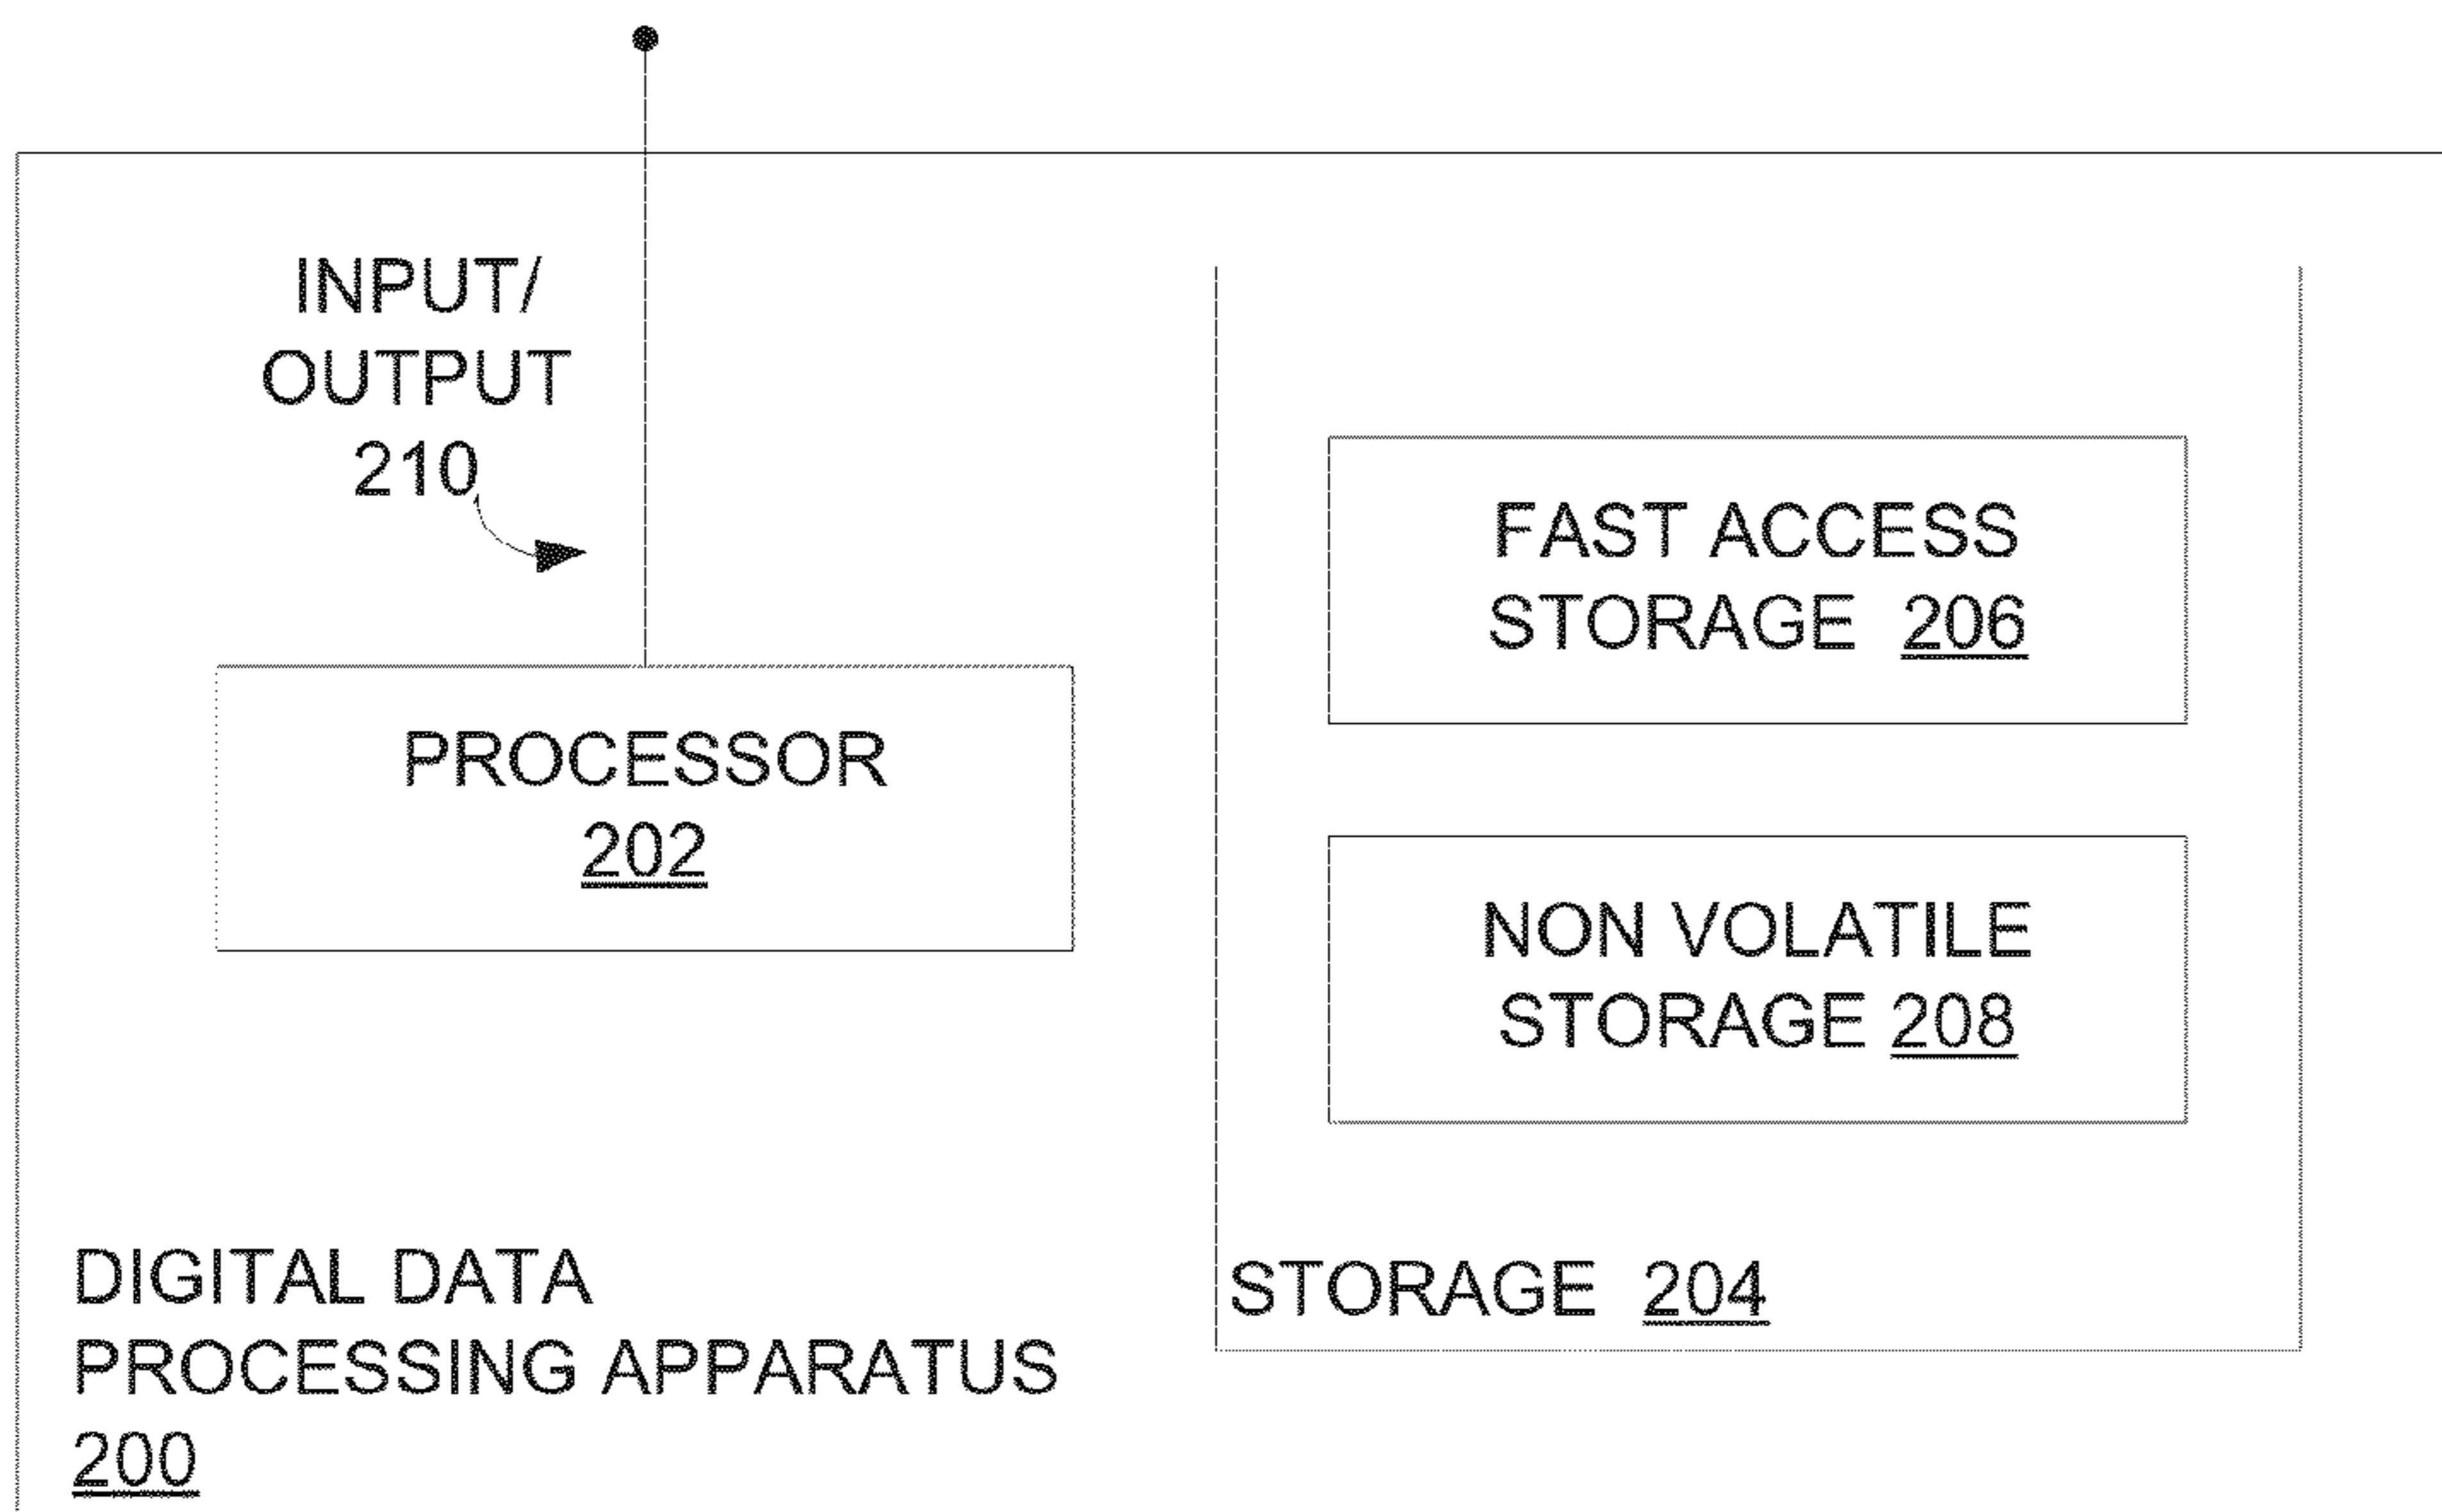 INPUT/
OUTPUT
210
PROCESSOR
202
FAST ACCESS
STORAGE 206
NON VOLATILE
STORAGE 208
STORAGE 204
DIGITAL DATA
PROCESSING APPARATUS
200